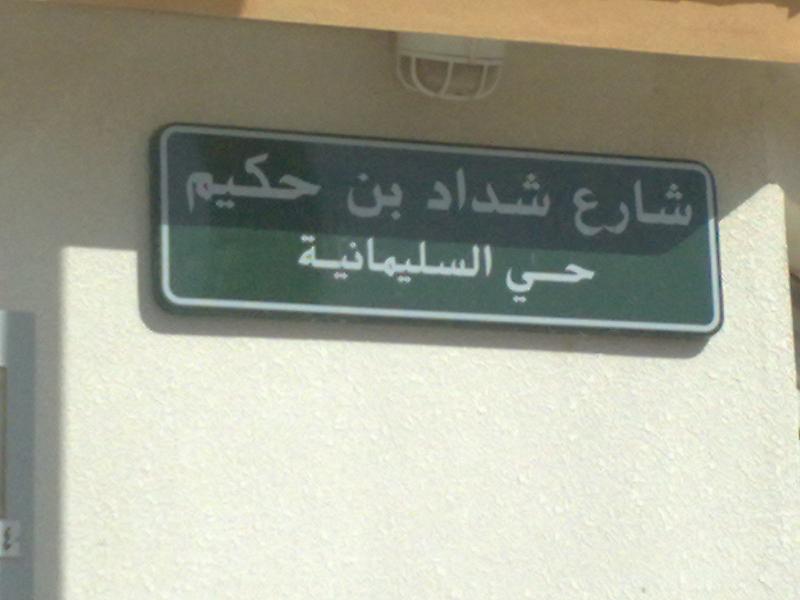 شارع شداد بن حكيم
حي السليمانية